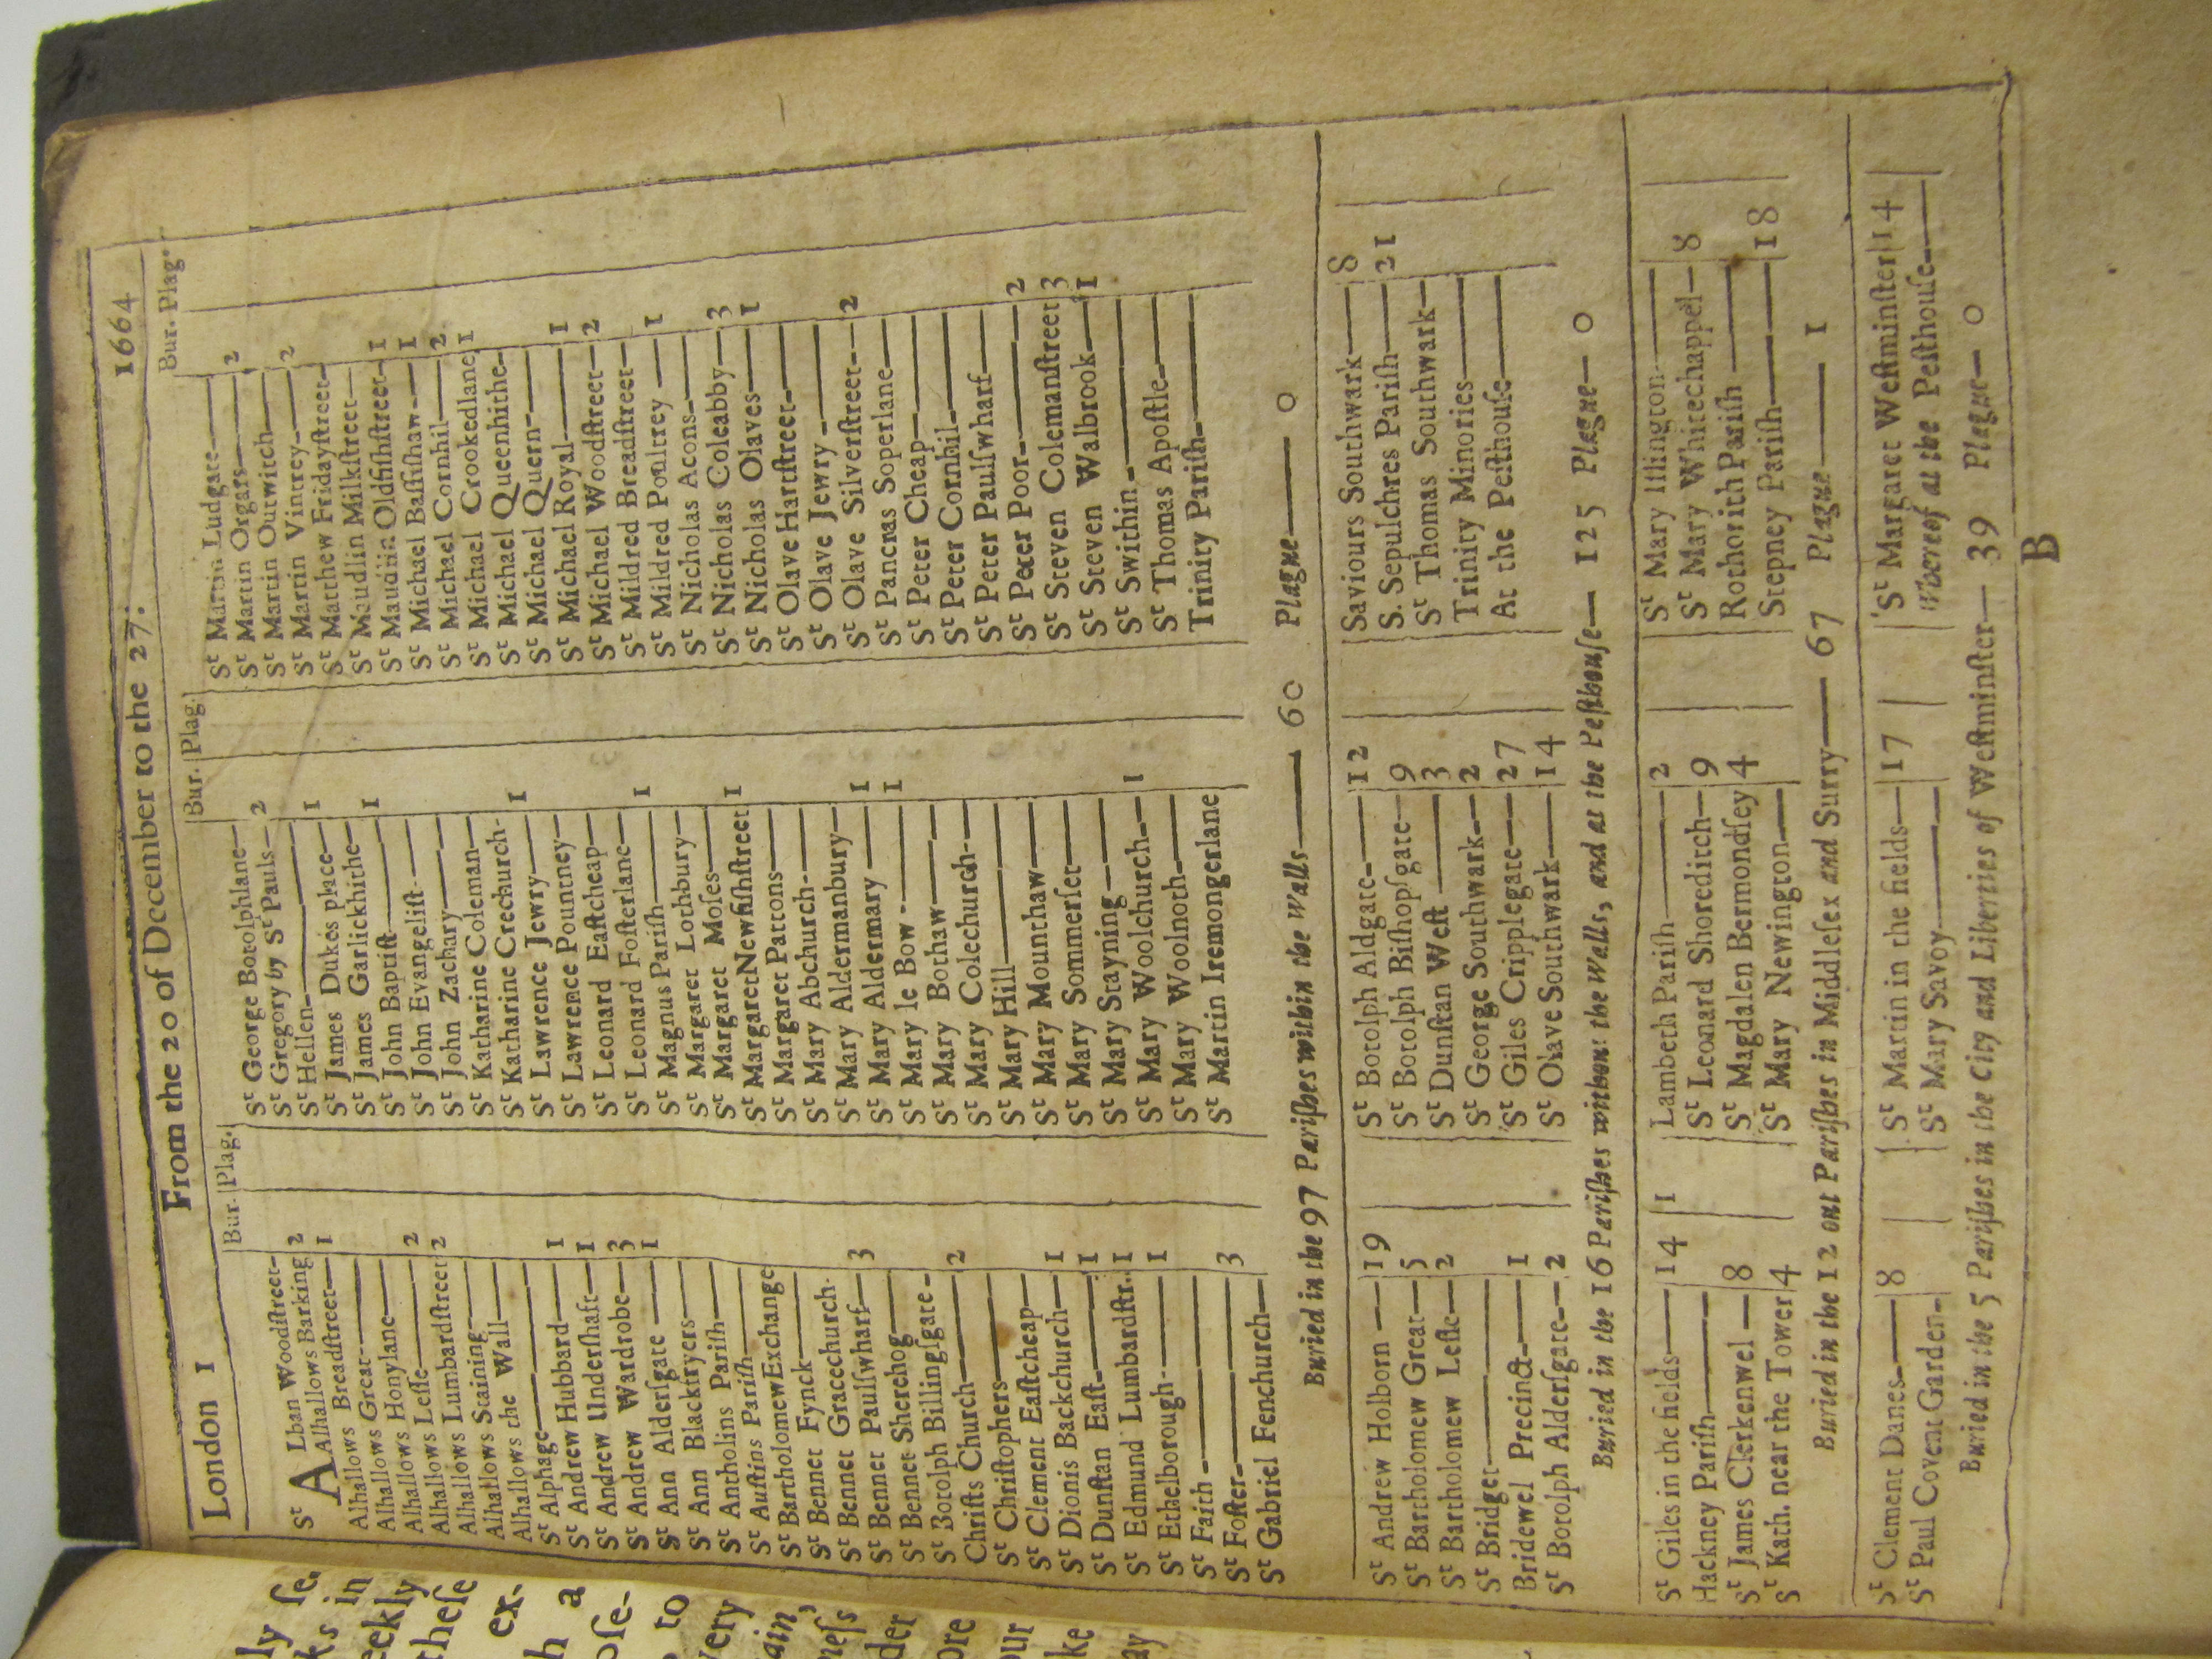 London 1 From the 20 of December to the 27. 1664
Bur. Plag.
St ALban Woodstreet
Alhallows Barking 2
Alhallows Breadstreet 1
Alhallows Great
Alhallows Honylane
Alhallows Lesse 2
Alhallows Lumbardstreet 2
Alhallows Staining
Alhallows the Wall
St Alphage
St Andrew Hubbard 1
St Andrew Undershaft 1
St Andrew Wardrobe 3
St Ann Aldersgate 1
St Ann Blackfryers
St Antholins Parish
St Austins Parish
St Bartholomew Exchange
St Bennet Fynck
St Bennet Gracechurch
St Bennet Paulswharf 3
St Bennet Sherehog
St Botolph Billingsgate
Christs Church 2
St Christophers
St Clement Eastcheap
St Dionis Backchurch 1
St Dunstan East 1
St Edmund Lumbardstr. 1
St Ethelborough 1
St Faith
St Foster 3
St Gabriel Fenchurch
Bur. Plag.
St George Botolphlane
St Gregory by St Pauls 2
St Hellen
St James Dukes place 1
St James Garlickhithe
St John Baptist 1
St John Evangelist
St John Zachary
St Katharine Coleman
St Katharine Crechurch
St Lawrence Jewry 1
St Lawrence Pountney
St Leonard Eastcheap
St Leonard Fosterlane
St Magnus Parish 1
St Margaret Lothbury
St Margaret Moses
St Margaret Newfishstreet 1
St Margaret Pattons
St Mary Abchurch
St Mary Aldermanbury
St Mary Aldermary 1
St Mary le Bow 1
St Mary Bothaw
St Mary Colechurch
St Mary Hill
St Mary Mounthaw
St Mary Sommerset
St Mary Stayning
St Mary Woolchurch 1
St Mary Woolnoth
St Martin Iremongerlane
Bur. Plag.
St Martin Ludgate
St Martin Orgars 2
St Martin Outwitch
St Martin Vintrey 2
St Matthew Fridaystreet
St Maudlin Milkstreet
St Maudlin Oldfishstreet 1
St Michael Bassishaw 1
St Michael Cornhil 2
St Michael Crookedlane 1
St Michael Queenhithe
St Michael Quern
St Michael Royal 1
St Michael Woodstreet 2
St Mildred Breadstreet
St Mildred Poultrey 1
St Nicholas Acons
St Nicholas Coleabby 3
St Nicholas Olaves 1
St Olave Hartstreet
St Olave Jewry
St Olave Silverstreet 2
St Pancras Soperlane
St Peter Cheap
St Peter Cornhil
St Peter Paulswharf
St Peter Poor 2
St Steven Colemanstreet 3
St Steven Walbrook 1
St Swithin
St Thomas Apostle
Trinity Parish
Buried in the 97 Parishes within the Walls— 60 Plague— 0
St Andrew Holborn 19
St Bartholomew Great 5
St Bartholomew Lesse 2
St Bridget
Bridewel Precinct 1
St Botolph Aldersgate 2
St Botolph Aldgate 12
St Botolph Bishopsgate 9
St Dunstan West 3
St George Southwark 2
St Giles Cripplegate 27
St Olave Southwark 14
Saviours Southwark 8
S. Sepulchres Parish 21
St Thomas Southwark
Trinity Minories
At the Pesthouse
Buried in the 16 Parishes without the Walls, and at the Pesthouse— 125 Plague— 0
St Giles in the fields 14 1
Hackney Parish
St James Clerkenwel 8
St Kath. near the Tower 4
Lambeth Parish 2
St Leonard Shoreditch 9
St Magdalen Bermondsey 4
St Mary Newington
St Mary Islington
St Mary Whitechappel 8
Rothorith Parish
Stepney Parish 18
Buried in the 12 out Parishes in Middlesex and Surry— 67 Plague— 1
St Clement Danes 8
St Paul Covent Garden
St Martin in the fields 17
St Mary Savoy
St Margaret Westminster 14
Whereof at the Pesthouse
Buried in the 5 Parishes in the City and Liberties of Westminster— 39 Plague— 0
B